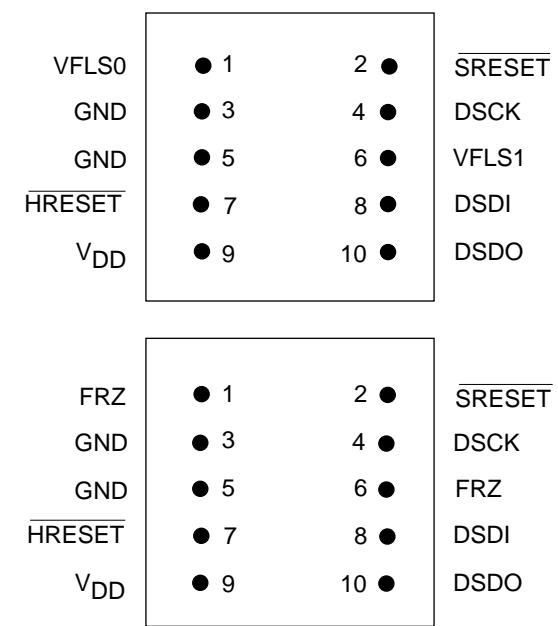 VFLS0 1 2 SRESET
GND 3 4 DSCK
GND 5 6 VFLS1
HRESET 7 8 DSDI
VDD 9 10 DSDO
FRZ 1 2 SRESET
GND 3 4 DSCK
GND 5 6 FRZ
HRESET 7 8 DSDI
VDD 9 10 DSDO